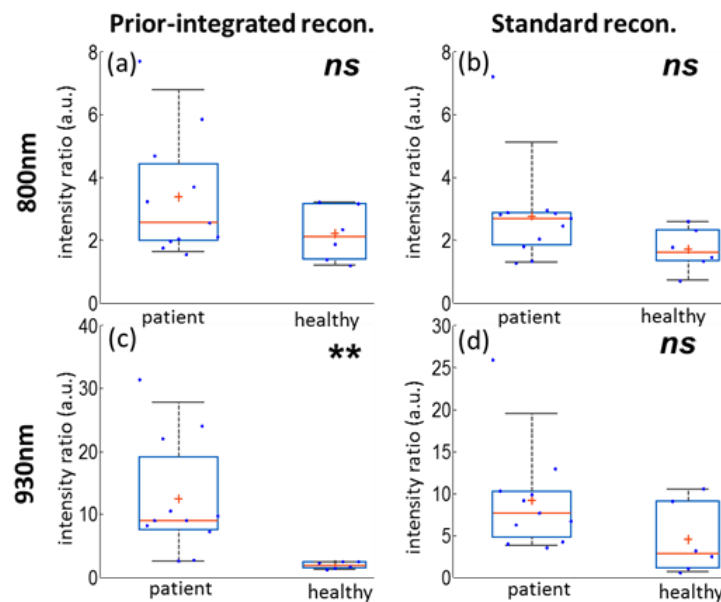 Prior-integrated recon.
Standard recon.
800nm
(a)
ns
intensity ratio (a.u.)
8
6
4
2
0
patient
healthy
(b)
ns
intensity ratio (a.u.)
8
6
4
2
0
patient
healthy
930nm
(c)
**
intensity ratio (a.u.)
40
30
20
10
0
patient
healthy
(d)
ns
intensity ratio (a.u.)
30
25
20
15
10
5
0
patient
healthy